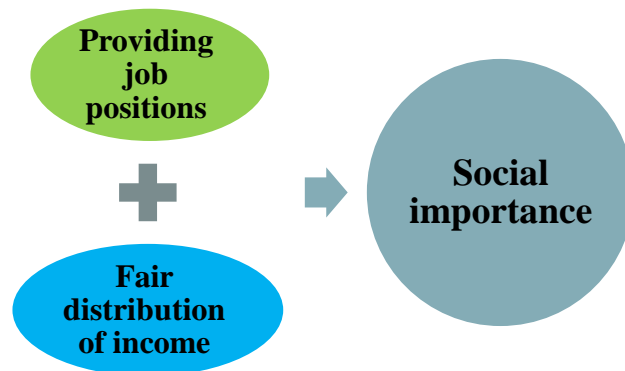 Providing
job
positions
Fair
distribution
of income
Social
importance